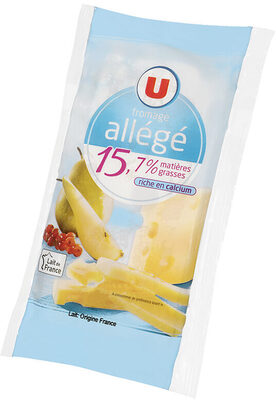 U
fromage
allégé
15,7% matières
grasses
riche en calcium
Lait de
France
Lait: Origine France